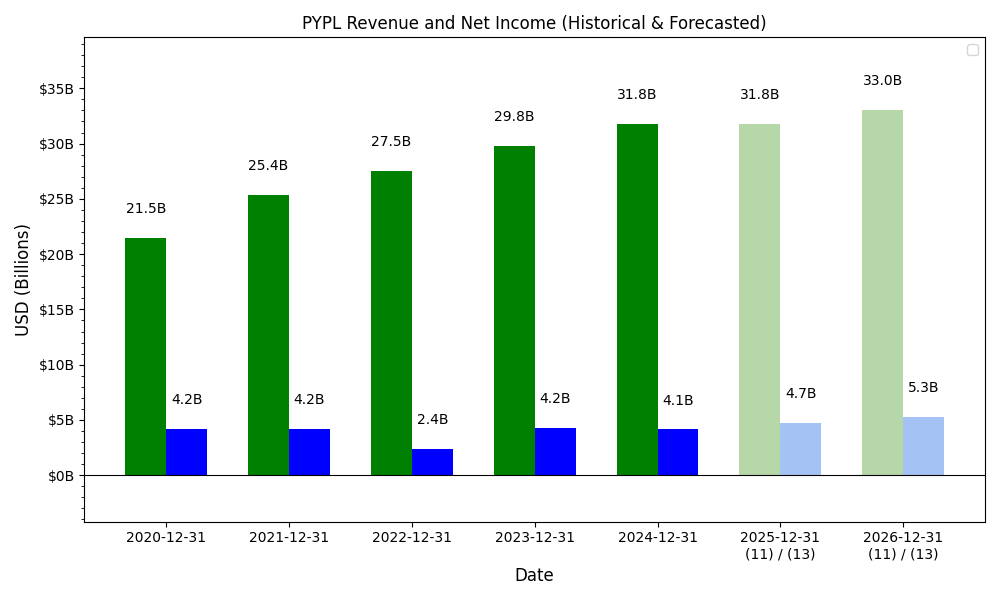 PYPL Revenue and Net Income (Historical & Forecasted)
USD (Billions)
$35B
$30B
$25B
$20B
$15B
$10B
$5B
$0B
21.5B
4.2B
25.4B
4.2B
27.5B
2.4B
29.8B
4.2B
31.8B
4.1B
31.8B
4.7B
33.0B
5.3B
2020-12-31
2021-12-31
2022-12-31
2023-12-31
2024-12-31
2025-12-31
(11) / (13)
2026-12-31
(11) / (13)
Date